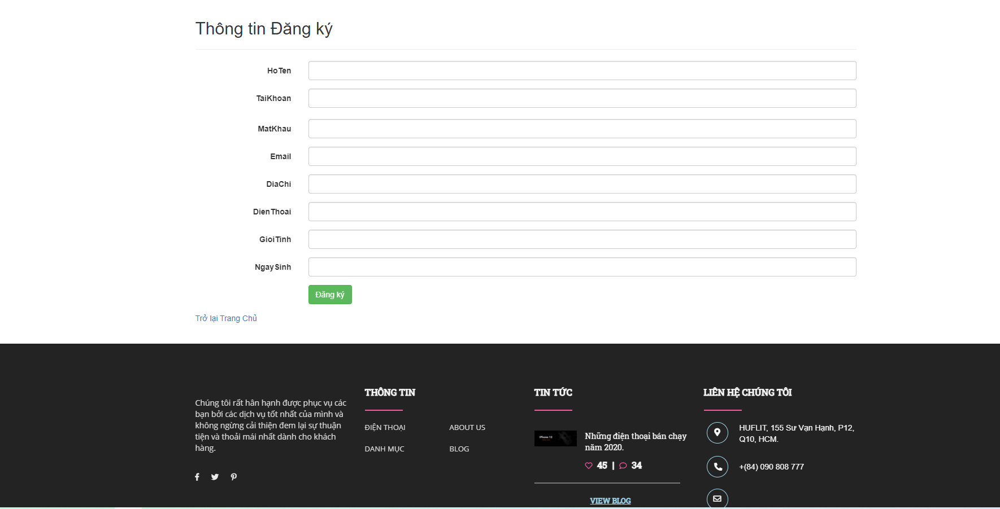 Thông tin Đăng ký
HoTen
TaiKhoan
MatKhau
Email
DiaChi
DienThoai
GioiTinh
NgaySinh
Đăng ký
Trở lại Trang Chủ
Chúng tôi rất hân hạnh được phục vụ các
bạn bởi các dịch vụ tốt nhất của mình và
không ngừng cải thiện đem lại sự thuận
tiện và thoải mái nhất dành cho khách
hàng.
THÔNG TIN
ĐIỆN THOẠI
ABOUT US
DANH MỤC
BLOG
TIN TỨC
iPhone 12
Những điện thoại bán chạy
năm 2020.
45 | 34
VIEW BLOG
LIÊN HỆ CHÚNG TÔI
HUFLIT, 155 Sư Vạn Hạnh, P12,
Q10, HCM.
+(84) 090 808 777